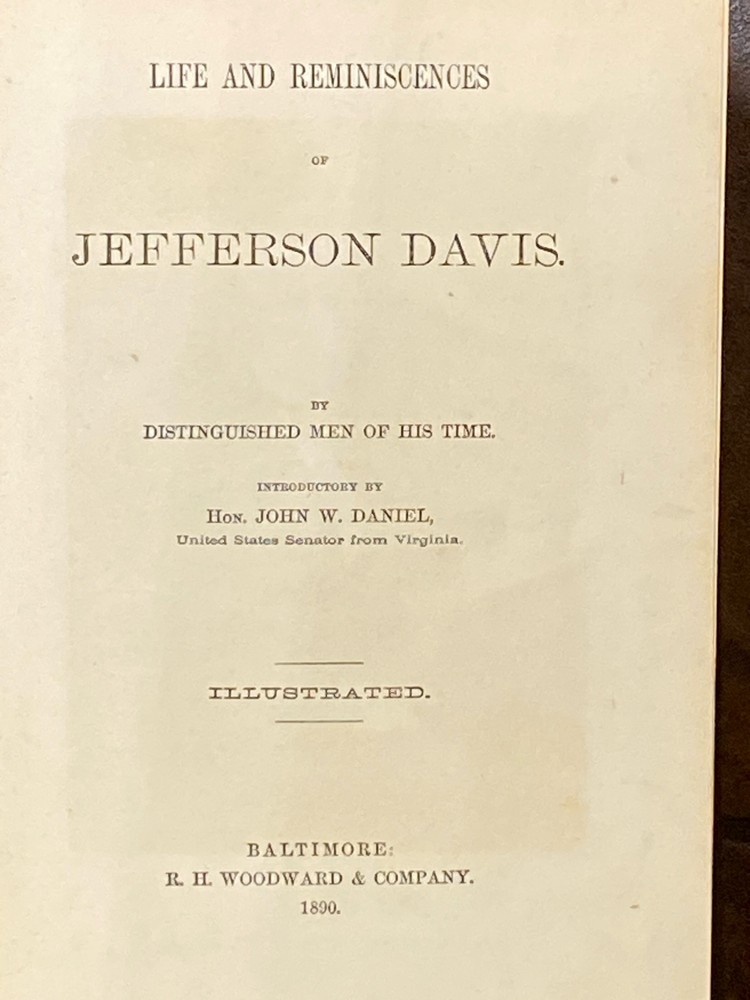 LIFE AND REMINISCENCES
OF
JEFFERSON DAVIS.
BY
DISTINGUISHED MEN OF HIS TIME.
INTRODUCTORY BY
HON. JOHN W. DANIEL,
United States Senator from Virginia.
ILLUSTRATED.
BALTIMORE:
R. H. WOODWARD & COMPANY.
1890.